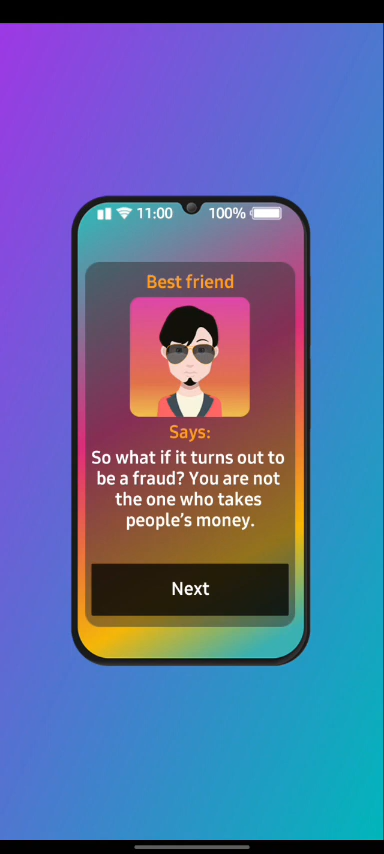 11:00 100%
Best friend
Says:
So what if it turns out to
be a fraud? You are not
the one who takes
people's money.
Next